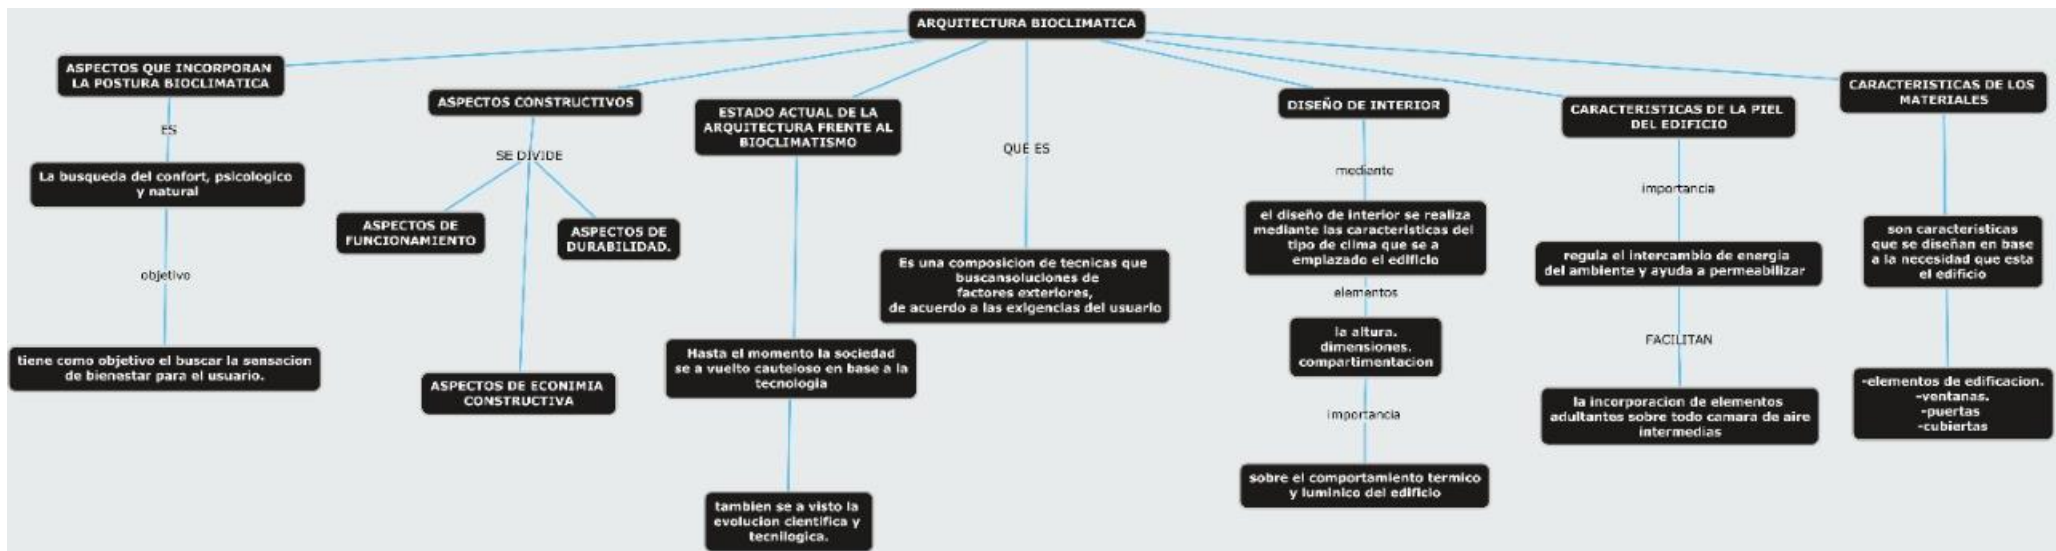 ARQUITECTURA BIOCLIMATICA
ASPECTOS QUE INCORPORAN
LA POSTURA BIOCLIMATICA
ES
La busqueda del confort, psicologico
y natural
objetivo
tiene como objetivo el buscar la sensacion
de bienestar para el usuario.
ASPECTOS CONSTRUCTIVOS
SE DIVIDE
ASPECTOS DE
FUNCIONAMIENTO
ASPECTOS DE ECONIMIA
CONSTRUCTIVA
ASPECTOS DE
DURABILIDAD.
ESTADO ACTUAL DE LA
ARQUITECTURA FRENTE AL
BIOCLIMATISMO
Hasta el momento la sociedad
se a vuelto cauteloso en base a la
tecnologia
tambien se a visto la
evolucion cientifica y
tecnilogica.
QUE ES
Es una composicion de tecnicas que
buscansoluciones de
factores exteriores,
de acuerdo a las exigencias del usuario
DISEÑO DE INTERIOR
mediante
el diseño de interior se realiza
mediante las caracteristicas del
tipo de clima que se a
emplazado el edificio
elementos
la altura.
dimensiones.
compartimentacion
importancia
sobre el comportamiento termico
y luminico del edificio
CARACTERISTICAS DE LA PIEL
DEL EDIFICIO
importancia
regula el intercambio de energia
del ambiente y ayuda a permeabilizar
FACILITAN
la incorporacion de elementos
adultantes sobre todo camara de aire
intermedias
CARACTERISTICAS DE LOS
MATERIALES
son características
que se diseñan en base
a la necesidad que esta
el edificio
-elementos de edificacion.
-ventanas.
-puertas
-cubiertas